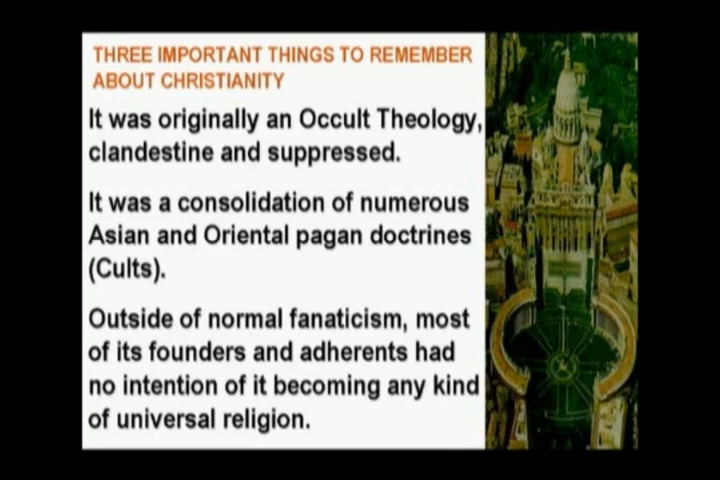 THREE IMPORTANT THINGS TO REMEMBER
ABOUT CHRISTIANITY
It was originally an Occult Theology,
clandestine and suppressed.
It was a consolidation of numerous
Asian and Oriental pagan doctrines
(Cults).
Outside of normal fanaticism, most
of its founders and adherents had
no intention of it becoming any kind
of universal religion.